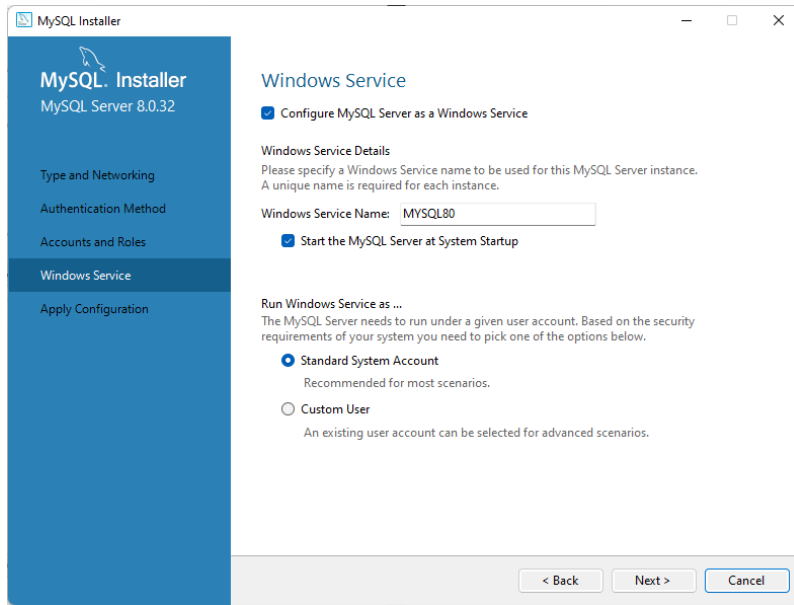 MySQL Installer
MySQL. Installer
MySQL Server 8.0.32
Type and Networking
Authentication Method
Accounts and Roles
Windows Service
Apply Configuration
Windows Service
Configure MySQL Server as a Windows Service
Windows Service Details
Please specify a Windows Service name to be used for this MySQL Server instance.
A unique name is required for each instance.
Windows Service Name: MYSQL80
Start the MySQL Server at System Startup
Run Windows Service as ...
The MySQL Server needs to run under a given user account. Based on the security
requirements of your system you need to pick one of the options below.
Standard System Account
Recommended for most scenarios.
Custom User
An existing user account can be selected for advanced scenarios.
< Back Next > Cancel